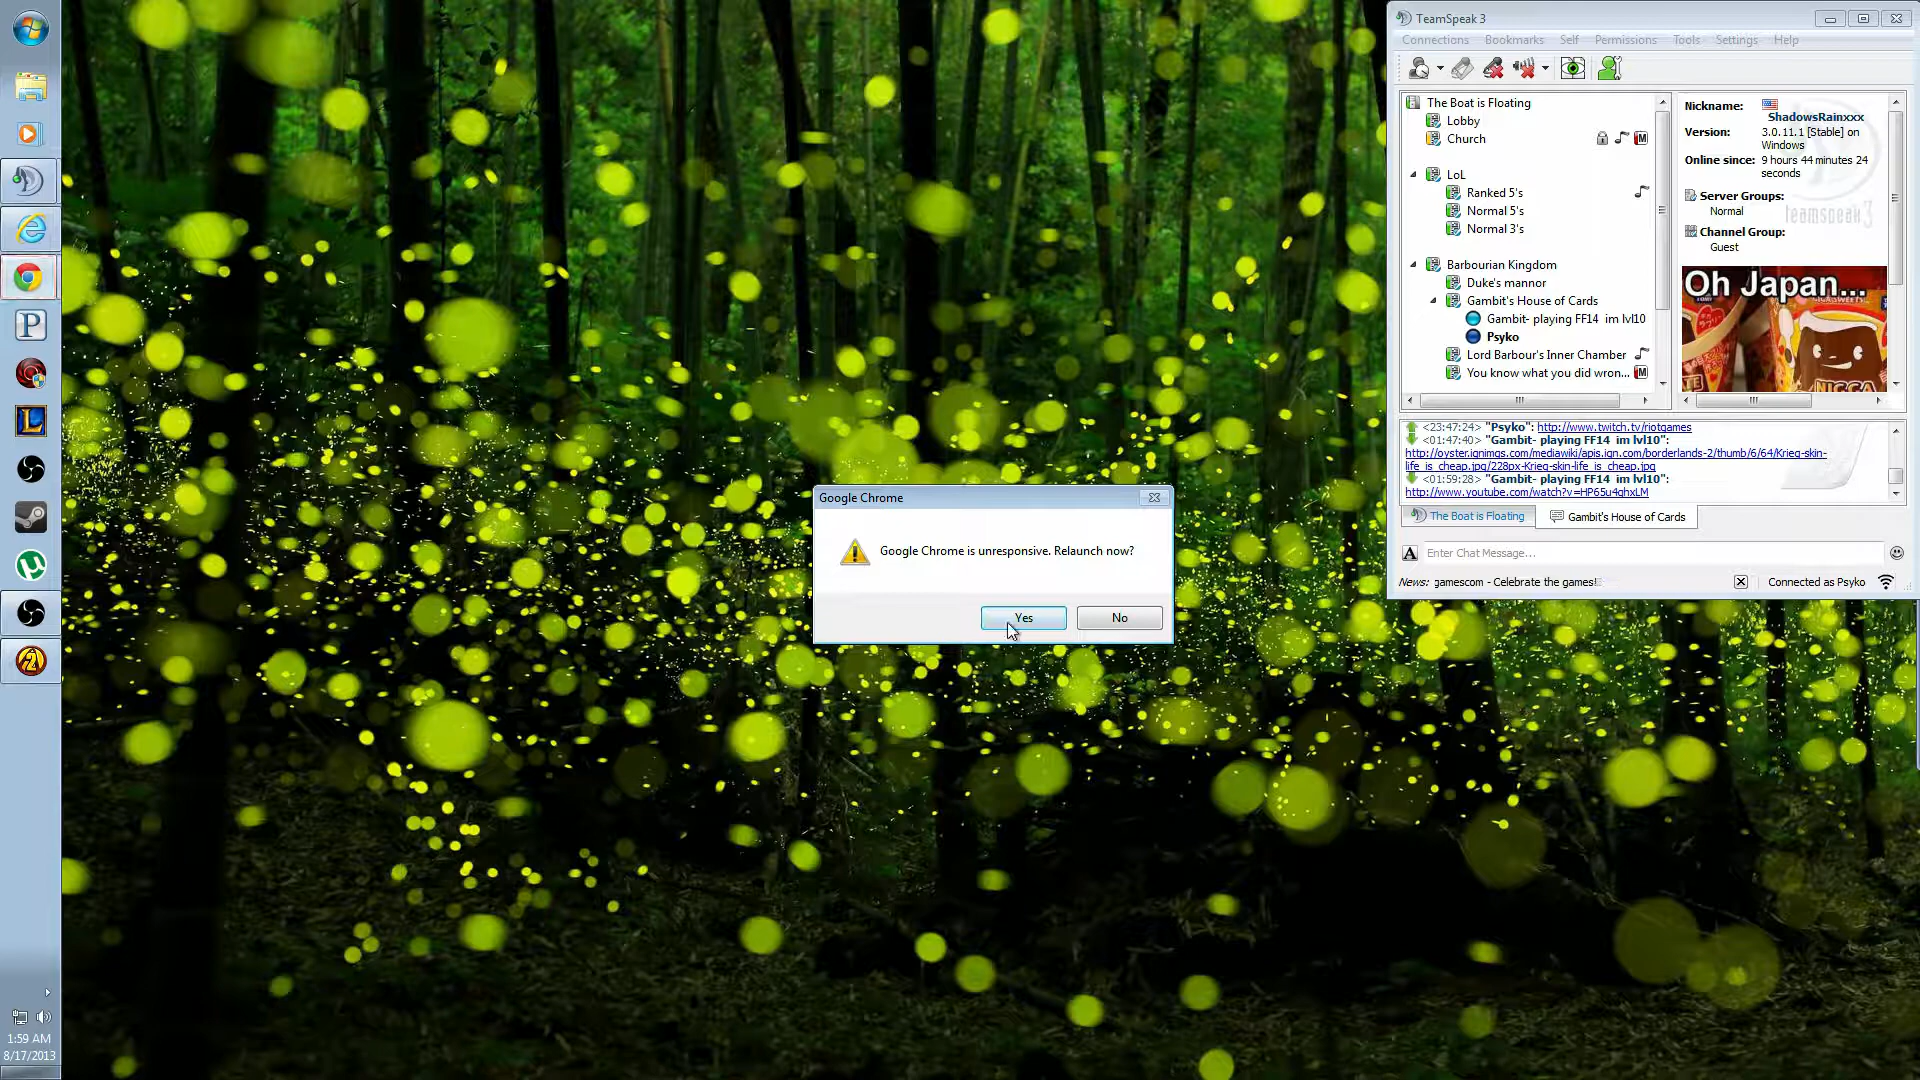 TeamSpeak 3
Connections Bookmarks Self Permissions Tools Settings Help
The Boat is Floating
Lobby
Church
LoL
Ranked 5's
Normal 5's
Normal 3's
Barbourian Kingdom
Duke's mannor
Gambit's House of Cards
Gambit- playing FF14 im lvl10
Psyko
Lord Barbour's Inner Chamber
You know what you did wron...
Nickname:
ShadowsRainxxx
Version: 3.0.11.1 [Stable] on
Windows
Online since: 9 hours 44 minutes 24
seconds
Server Groups:
Normal
teamspeak 3
Channel Group:
Guest
Oh Japan...
<23:47:24> "Psyko": http://www.twitch.tv/riotgames
<01:47:40> "Gambit- playing FF14 im lvl10":
http://oyster.ignimgs.com/mediawiki/apis.ign.com/borderlands-2/thumb/6/64/Krieg-skin-
life_is_cheap.jpg/228px-Krieg-skin-life_is_cheap.jpg
<01:59:28> "Gambit- playing FF14 im lvl10":
http://www.youtube.com/watch?v=HP65u4qhxLM
The Boat is Floating Gambit's House of Cards
Enter Chat Message...
News: gamescom - Celebrate the games! Connected as Psyko
Google Chrome
Google Chrome is unresponsive. Relaunch now?
Yes No
1:59 AM
8/17/2013